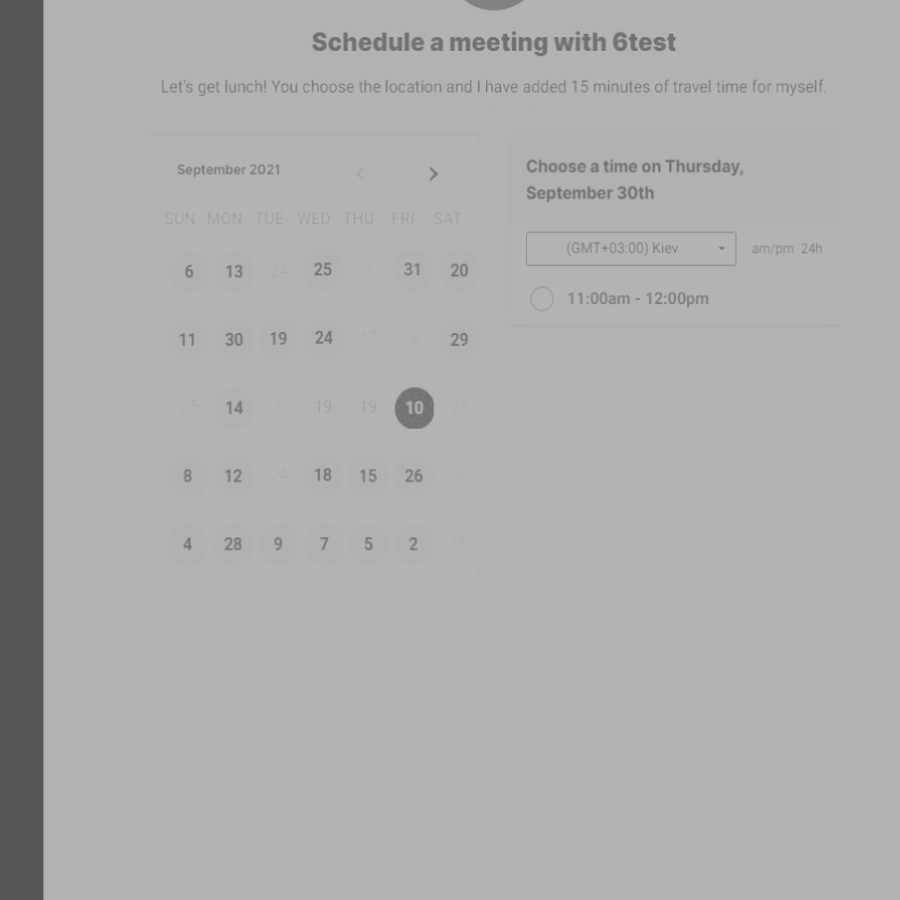 Schedule a meeting with 6test
Let's get lunch! You choose the location and I have added 15 minutes of travel time for myself.
September 2021
SUN MON TUE WED THU FRI SAT
6 13 24 25 7 31 20
11 30 19 24 17 6 29
25 14 7 19 19 10 26
8 12 24 18 15 26
4 28 9 7 5 2 16
Choose a time on Thursday,
September 30th
(GMT+03:00) Kiev am/pm 24h
11:00am - 12:00pm